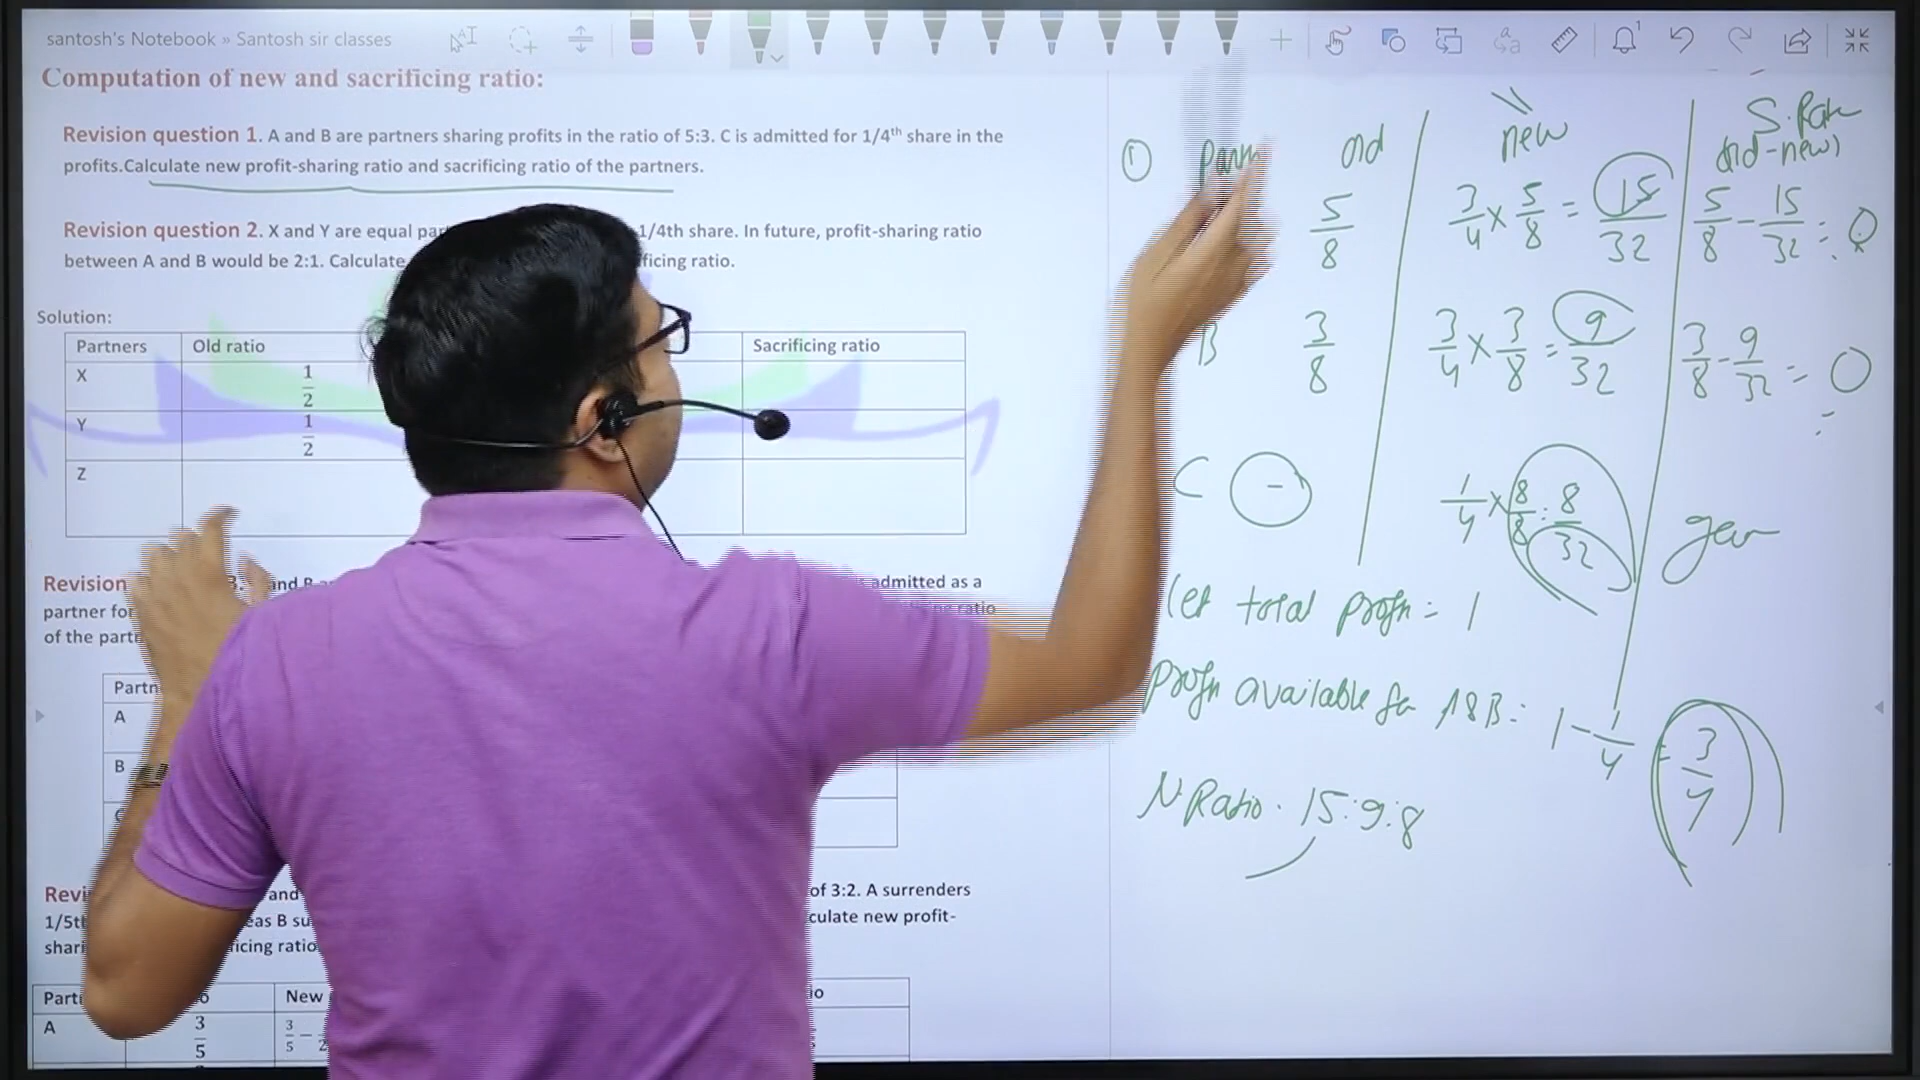 santosh's Notebook » Santosh sir classes
Computation of new and sacrificing ratio:
Revision question 1. A and B are partners sharing profits in the ratio of 5:3. C is admitted for 1/4th share in the
profits.Calculate new profit-sharing ratio and sacrificing ratio of the partners.
Revision question 2. X and Y are equal 1/4th share. In future, profit-sharing ratio
between A and B would be 2:1. Calculate ratio.
Solution:
Partners Old ratio Sacrificing ratio
X 1/2
Y 1/2
Z
Revision and admitted as a
partner for ratio
of the
A
B
and of 3:2. A surrenders
B new profit-
ratio
New
A 3/5 3/5 −
① old new (old-new)
5/8 3/4 × 5/8 = 15/32 5/8 − 15/32 =
B 3/8 3/4 × 3/8 = 9/32 3/8 − 9/32 =
C - 1/4 × 8/8 = 8/32
let total profit = 1
profit available for A&B = 1 − 1/4 = 3/4
N Ratio 15:9:8